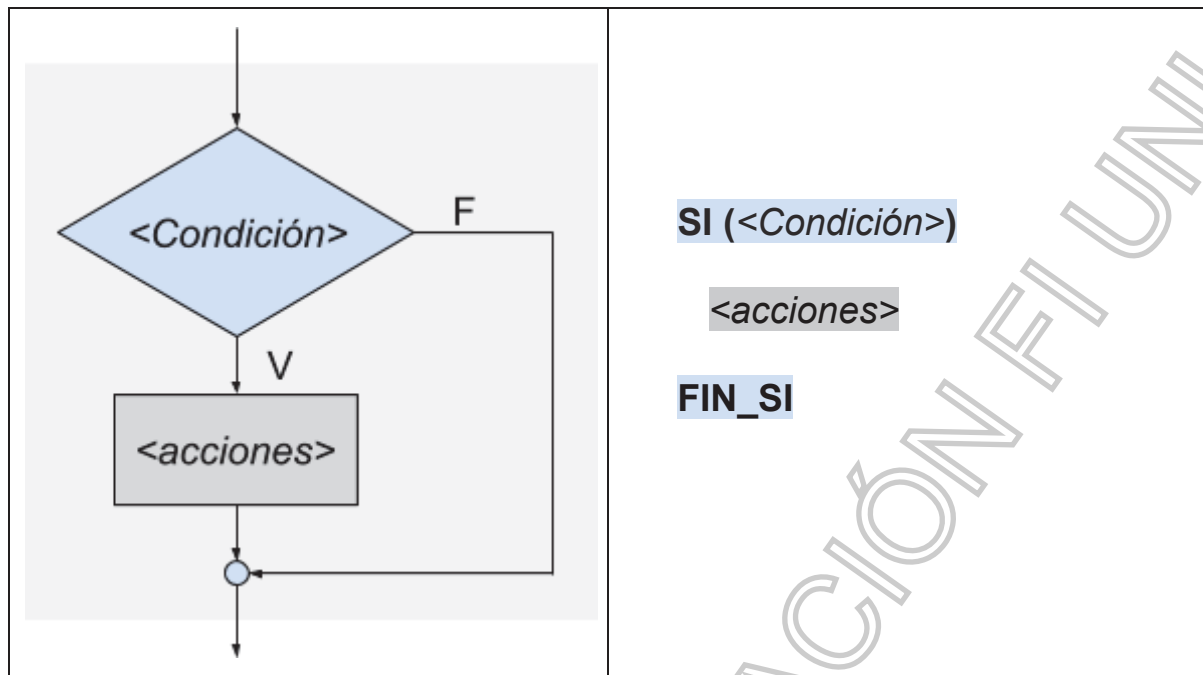 <Condición>
F
V
<acciones>
SI (<Condición>)
<acciones>
FIN_SI
ACIÓN FI UNI